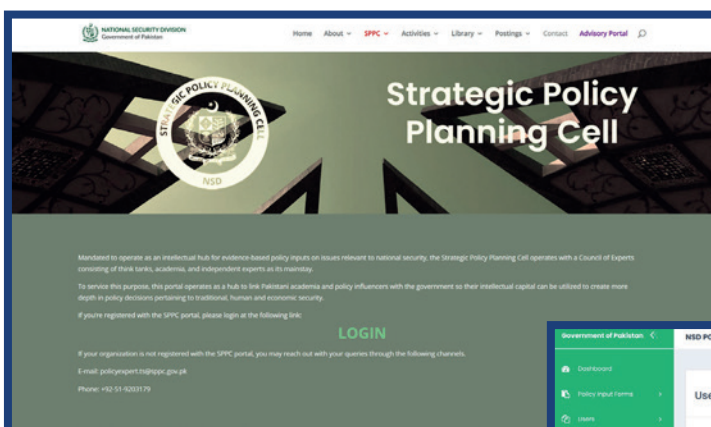 NATIONAL SECURITY DIVISION
Government of Pakistan
Home About SPPC Activities Library Postings Contact Advisory Portal
STRATEGIC POLICY PLANNING CELL
NSD
Strategic Policy
Planning Cell
Mandated to operate as an intellectual hub for evidence-based policy inputs on issues relevant to national security, the Strategic Policy Planning Cell operates with a Council of Experts
consisting of think tanks, academia, and independent experts as its mainstay.
To service this purpose, this portal operates as a hub to link Pakistani academia and policy influencers with the government so their intellectual capital can be utilized to create more
depth in policy decisions pertaining to traditional, human and economic security.
If you're registered with the SPPC portal, please login at the following link:
LOGIN
If your organization is not registered with the SPPC portal, you may reach out with your queries through the following channels.
E-mail: policyexpert.ts@sppc.gov.pk
Phone: +92-51-9203179
Government of Pakistan NSD PO
Dashboard
Policy Input Forms
Use
Users